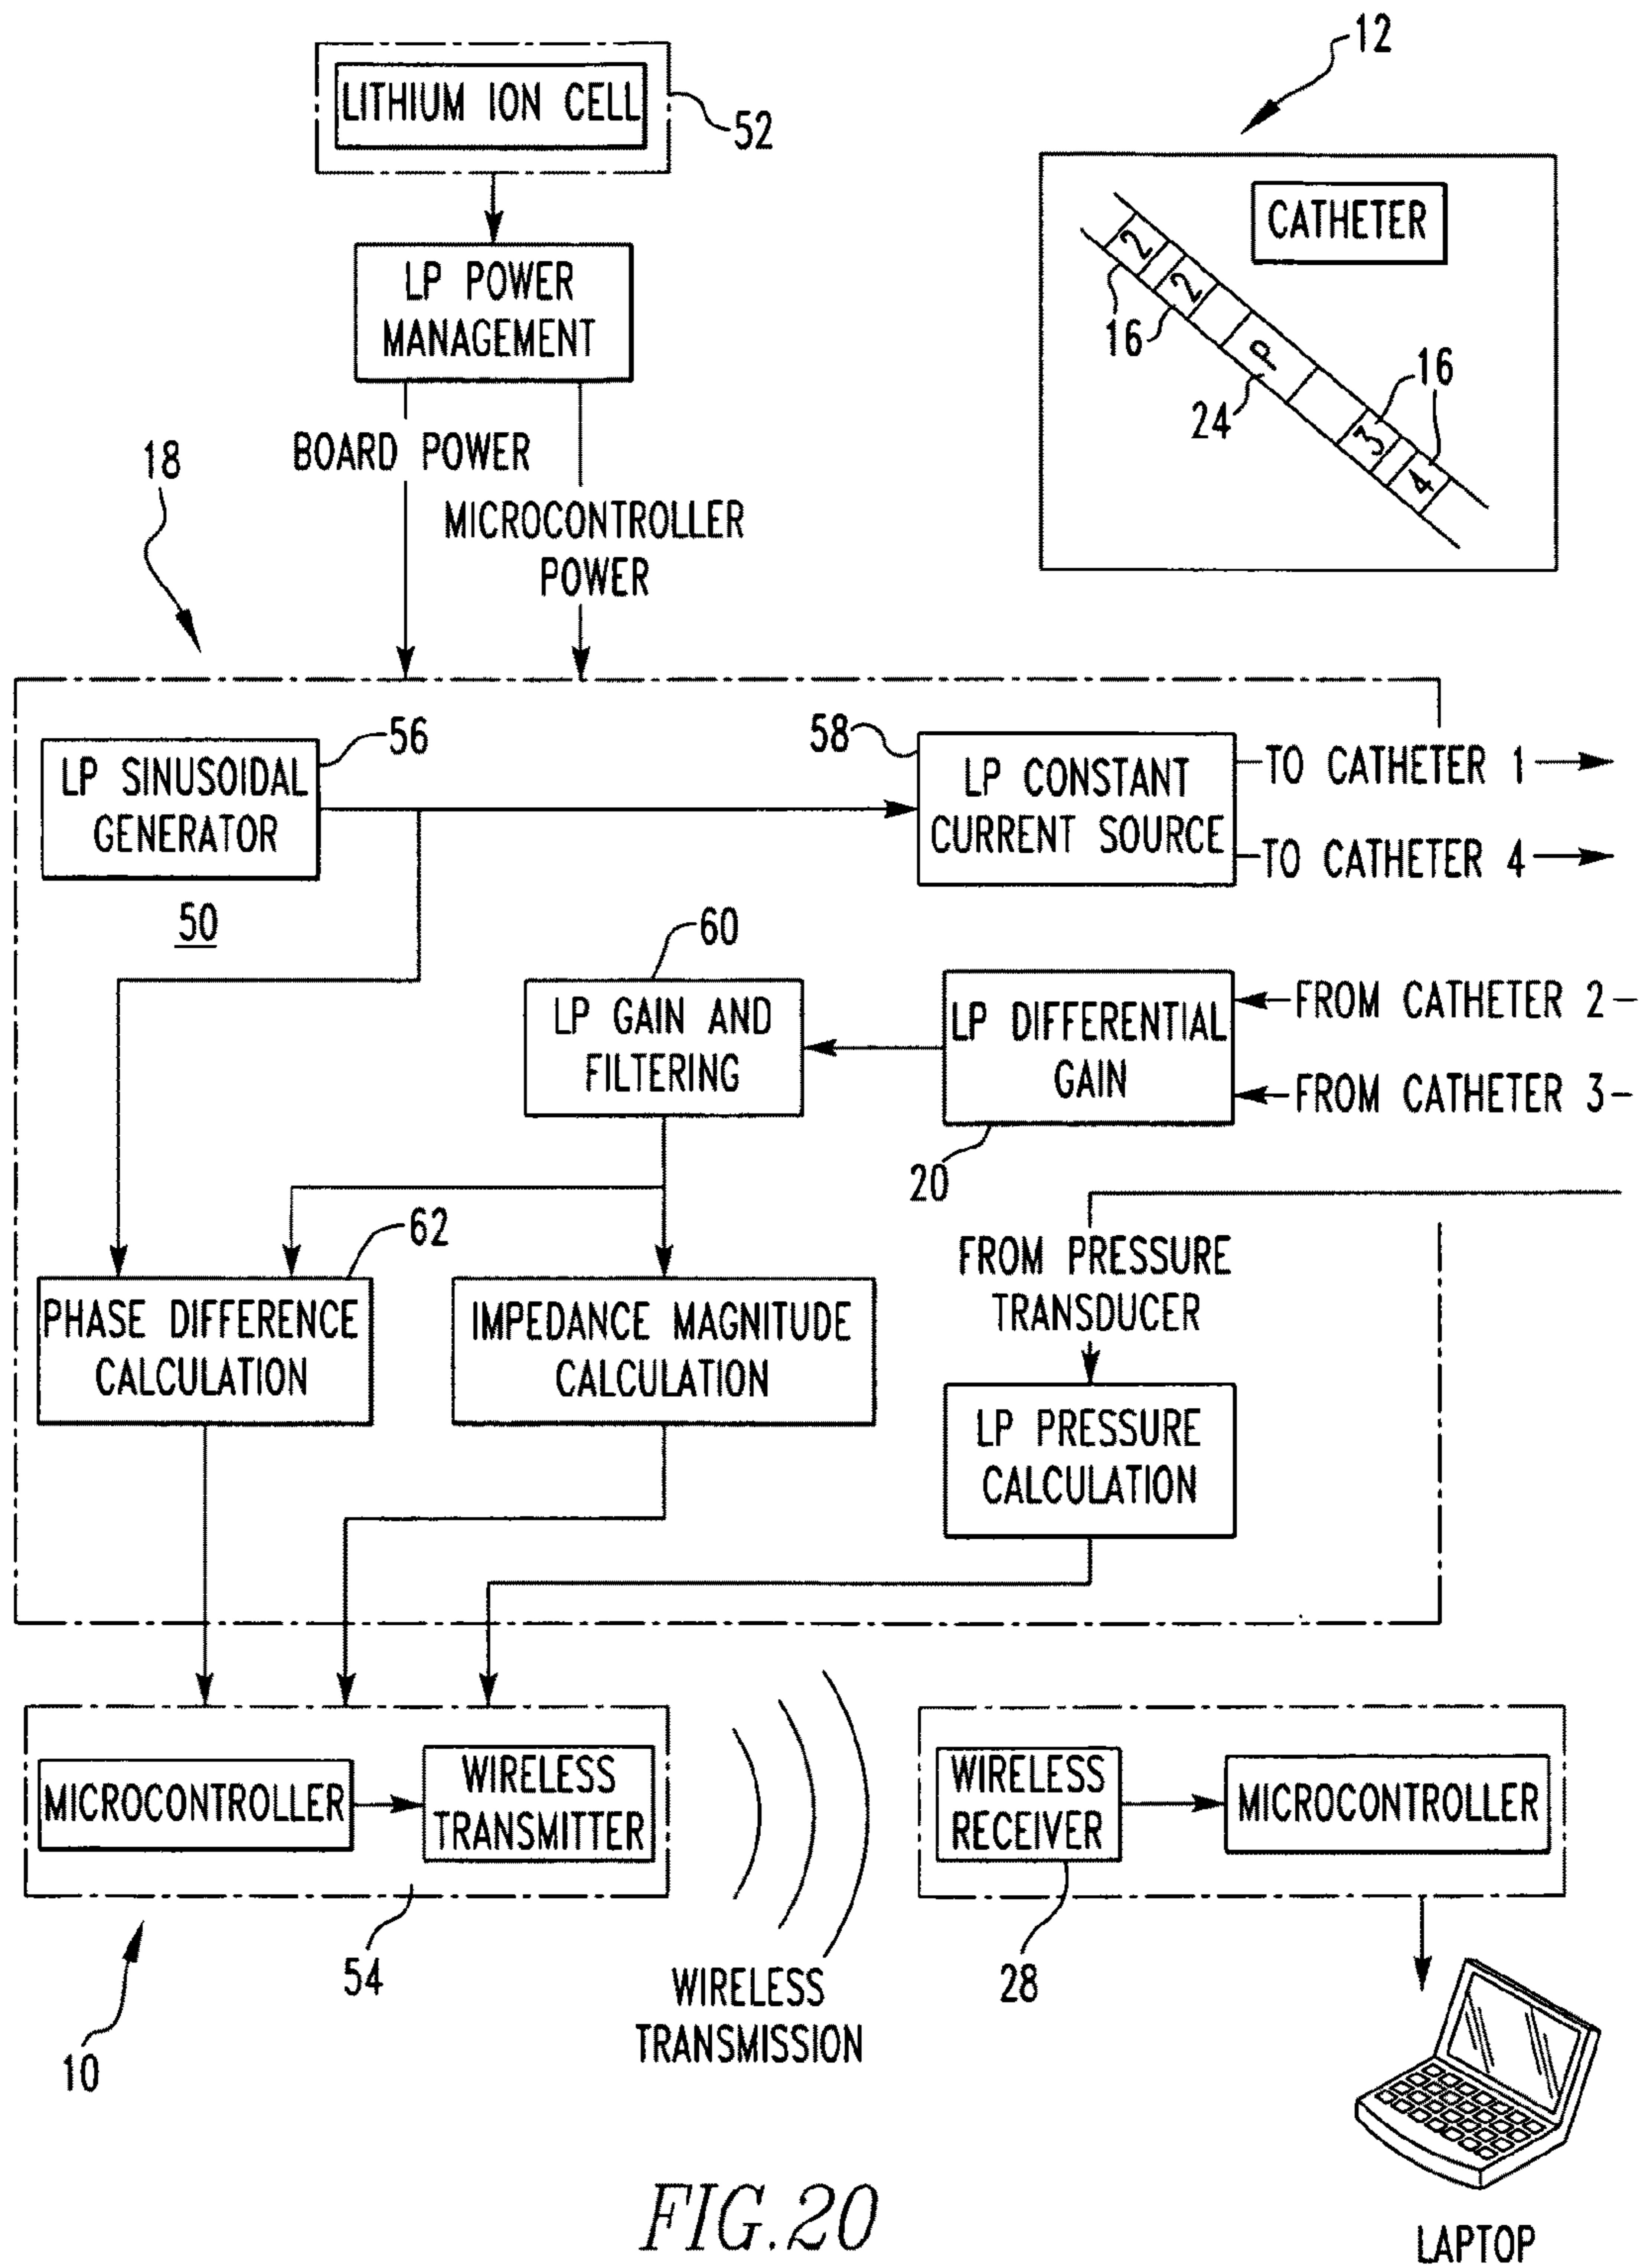 12
LITHIUM ION CELL
52
CATHETER
2
2
P
3
4
16
16
24
LP POWER
MANAGEMENT
BOARD POWER
MICROCONTROLLER
POWER
18
LP SINUSOIDAL
GENERATOR
56
50
58
LP CONSTANT
CURRENT SOURCE
TO CATHETER 1
TO CATHETER 4
60
LP GAIN AND
FILTERING
LP DIFFERENTIAL
GAIN
FROM CATHETER 2
FROM CATHETER 3
20
62
PHASE DIFFERENCE
CALCULATION
IMPEDANCE MAGNITUDE
CALCULATION
FROM PRESSURE
TRANSDUCER
LP PRESSURE
CALCULATION
MICROCONTROLLER
WIRELESS
TRANSMITTER
54
10
WIRELESS
TRANSMISSION
WIRELESS
RECEIVER
28
MICROCONTROLLER
LAPTOP
FIG.20